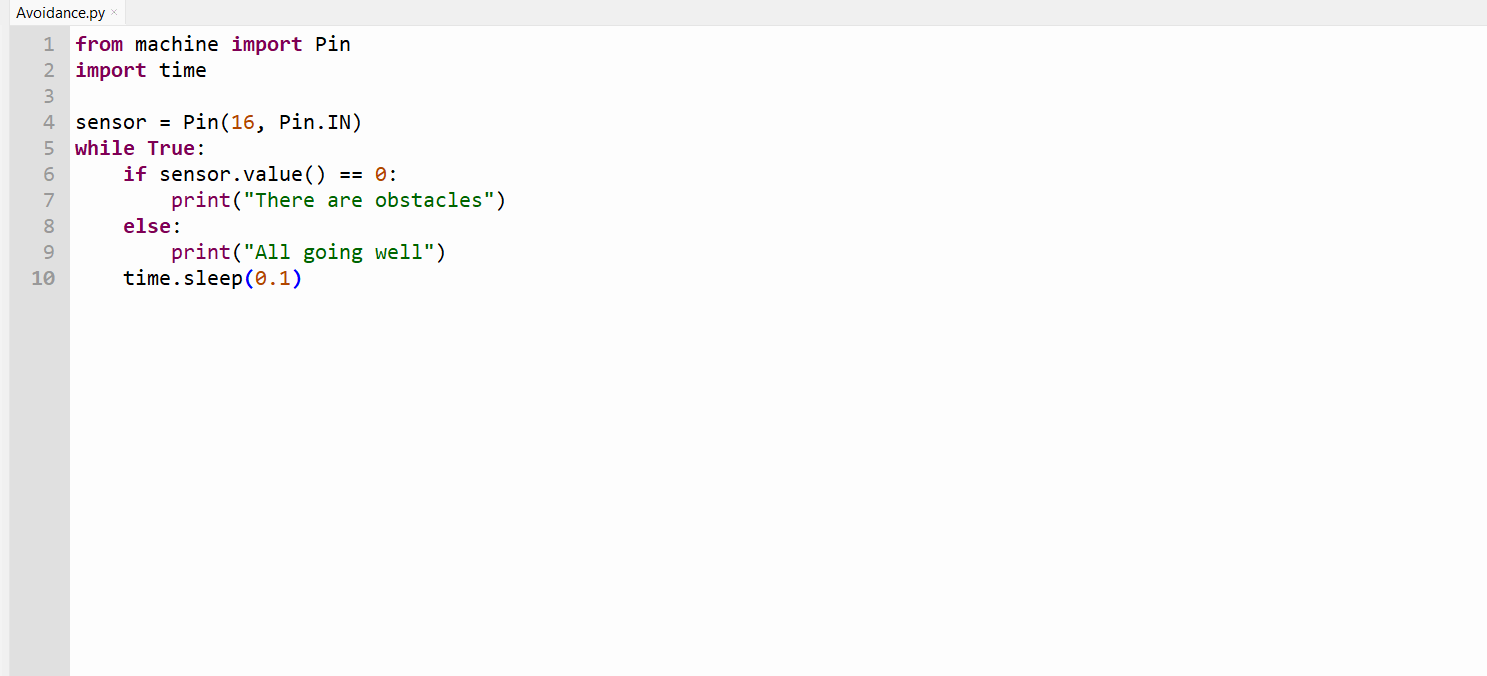 Avoidance.py ×
1 from machine import Pin
2 import time
3
4 sensor = Pin(16, Pin.IN)
5 while True:
6     if sensor.value() == 0:
7         print("There are obstacles")
8     else:
9         print("All going well")
10     time.sleep(0.1)